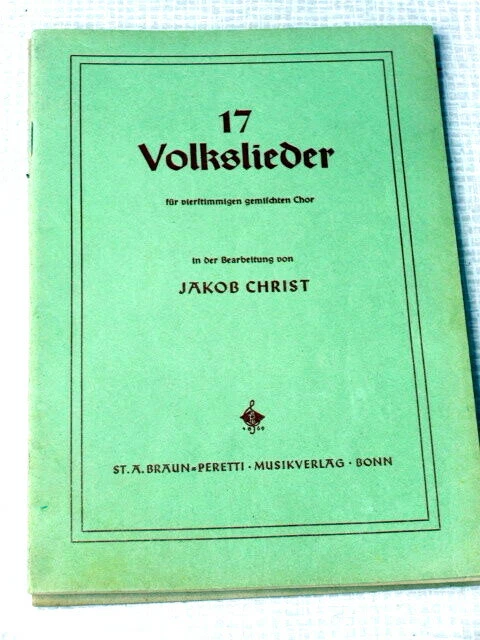 17
Volkslieder
für vierstimmigen gemischten Chor
in der Bearbeitung von
JAKOB CHRIST
ST. A. BRAUN=PERETTI · MUSIKVERLAG · BONN